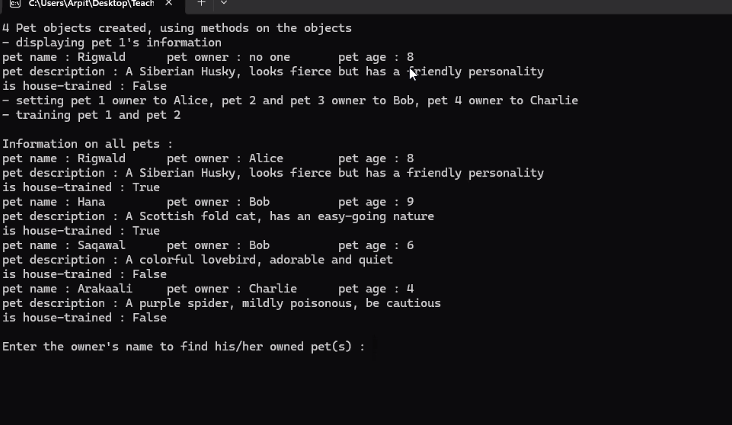 C:\Users\Arpit\Desktop\Teach
4 Pet objects created, using methods on the objects
- displaying pet 1's information
pet name : Rigwald pet owner : no one pet age : 8
pet description : A Siberian Husky, looks fierce but has a friendly personality
is house-trained : False
- setting pet 1 owner to Alice, pet 2 and pet 3 owner to Bob, pet 4 owner to Charlie
- training pet 1 and pet 2
Information on all pets :
pet name : Rigwald pet owner : Alice pet age : 8
pet description : A Siberian Husky, looks fierce but has a friendly personality
is house-trained : True
pet name : Hana pet owner : Bob pet age : 9
pet description : A Scottish fold cat, has an easy-going nature
is house-trained : True
pet name : Saqawal pet owner : Bob pet age : 6
pet description : A colorful lovebird, adorable and quiet
is house-trained : False
pet name : Arakaali pet owner : Charlie pet age : 4
pet description : A purple spider, mildly poisonous, be cautious
is house-trained : False
Enter the owner's name to find his/her owned pet(s) :